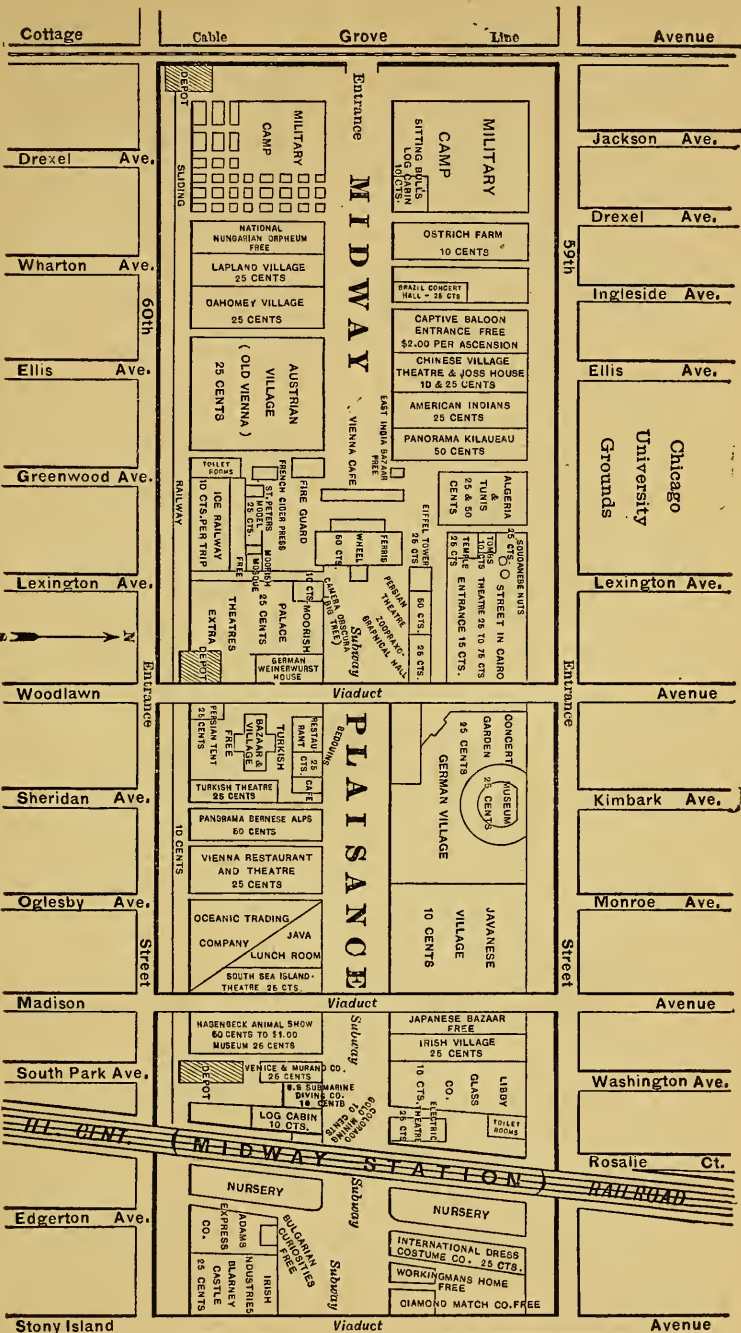 Cottage
Cable
Grove
Line
Avenue
DEPOT
Entrance
MILITARY
CAMP
MILITARY
CAMP
SITTING BULL'S
LOG CABIN
10 CTS.
Jackson Ave.
Drexel Ave.
SLIDING
Drexel Ave.
MIDWAY
NATIONAL
NUNGARIAN ORPHEUM
FREE
OSTRICH FARM
10 CENTS
LAPLAND VILLAGE
25 CENTS
59th
Wharton Ave.
60th
DAHOMEY VILLAGE
25 CENTS
BRAZIL CONCERT
HALL - 25 CTS
Ingleside Ave.
CAPTIVE BALOON
ENTRANCE FREE
$2.00 PER ASCENSION
Ellis Ave.
AUSTRIAN
VILLAGE
(OLD VIENNA)
25 CENTS
CHINESE VILLAGE
THEATRE & JOSS HOUSE
10 & 25 CENTS
Ellis Ave.
AMERICAN INDIANS
25 CENTS
EAST INDIA BAZAAR
FREE
VIENNA CAFE
PANORAMA KILAUEAU
50 CENTS
Chicago
University
Grounds
Greenwood Ave.
TOILET
ROOMS
FRENCH CIDER PRESS
FIRE GUARD
ALGERIA
&
TUNIS
25 & 50
CENTS
RAILWAY
ICE RAILWAY
10 CTS. PER TRIP
ST. PETERS
MODEL
25 CTS.
FERRIS
WHEEL
50 CTS.
EIFFEL TOWER
25 CTS
SOUDANEBE NUTS
25 CTS.
TOMBS
10 CTS
TEMPLE
25 CTS
FREE
MOORISH
MOSQUE
Lexington Ave.
THEATRES
EXTRA
MOORISH
PALACE
25 CENTS
10 CTS
CAMERA OBSCURA
(BIG TREE)
PERSIAN
THEATRE
50 CTS.
ZOOPRAXO-
GRAPHICAL HALL
25 CTS.
STREET IN CAIRO
THEATRE 25 TO 75 CTS
ENTRANCE 15 CTS.
Lexington Ave.
N
Subway
DEPOT
GERMAN
WEINERWURST
HOUSE
Entrance
Entrance
Woodlawn
Viaduct
Avenue
PLAISANCE
PERSIAN TENT
25 CENTS
TURKISH
BAZAAR &
VILLAGE
FREE
RESTAU
RANT
25
CTS.
CAFE
BEDOUINS
CONCERT
GARDEN
25 CENTS
MUSEUM
25 CENTS
GERMAN VILLAGE
Sheridan Ave.
TURKISH THEATRE
25 CENTS
Kimbark Ave.
PANORAMA BERNESE ALPS
50 CENTS
10 CENTS
VIENNA RESTAURANT
AND THEATRE
25 CENTS
Oglesby Ave.
JAVANESE
VILLAGE
10 CENTS
Monroe Ave.
OCEANIC TRADING
COMPANY
JAVA
LUNCH ROOM
Street
Street
SOUTH SEA ISLAND-
THEATRE 25 CTS.
Madison
Viaduct
Avenue
HAGENBECK ANIMAL SHOW
50 CENTS TO $1.00
MUSEUM 25 CENTS
Subway
JAPANESE BAZAAR
FREE
IRISH VILLAGE
25 CENTS
South Park Ave.
DEPOT
VENICE & MURANO CO.
25 CENTS
U.S SUBMARINE
DIVING CO.
10 CENTS
LIBBY
GLASS
CO.
10 CTS.
Washington Ave.
LOG CABIN
10 CTS.
COLORADO
GOLD MINING
10 CENTS
ELECTRIC
THEATRE
25 CTS
TOILET
ROOMS
ILL. CENT. (MIDWAY STATION) RAILROAD
Rosalie Ct.
NURSERY
Subway
NURSERY
Edgerton Ave.
ADAMS
EXPRESS
CO.
BULGARIAN
CURIOSITIES
FREE
INTERNATIONAL DRESS
COSTUME CO. 25 CTS.
IRISH
INDUSTRIES
BLARNEY
CASTLE
25 CENTS
Subway
WORKINGMANS HOME
FREE
DIAMOND MATCH CO. FREE
Stony Island
Viaduct
Avenue